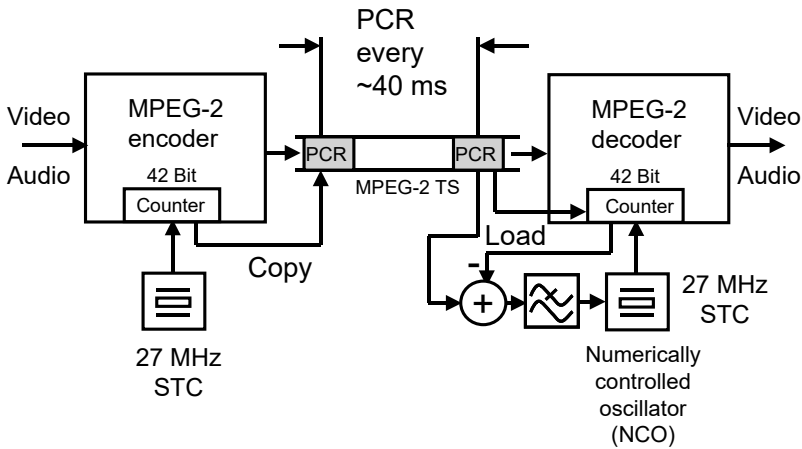 PCR
every
~40 ms
MPEG-2
encoder
MPEG-2
decoder
Video
Audio
Video
Audio
PCR
PCR
MPEG-2 TS
42 Bit
Counter
42 Bit
Counter
Copy
Load
-
+
27 MHz
STC
27 MHz
STC
Numerically
controlled
oscillator
(NCO)